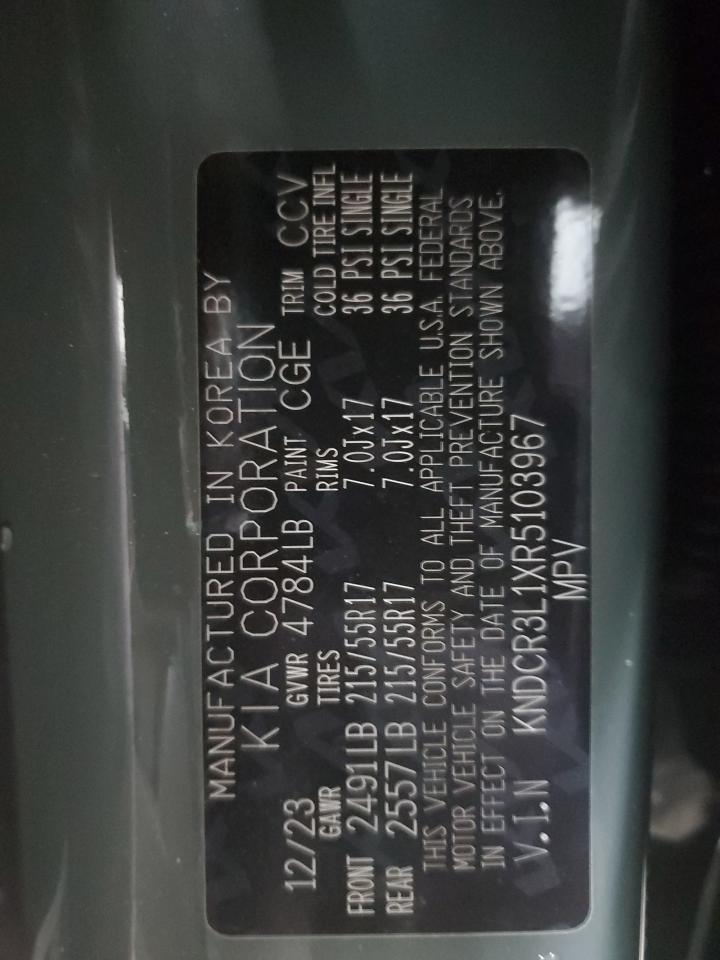 MANUFACTURED IN KOREA BY
KIA CORPORATION
12/23 GVWR 4784LB PAINT CGE TRIM CCV
GAWR TIRES RIMS COLD TIRE INFL
FRONT 2491LB 215/55R17 7.0Jx17 36 PSI SINGLE
REAR 2557LB 215/55R17 7.0Jx17 36 PSI SINGLE
THIS VEHICLE CONFORMS TO ALL APPLICABLE U.S.A. FEDERAL
MOTOR VEHICLE SAFETY AND THEFT PREVENTION STANDARDS
IN EFFECT ON THE DATE OF MANUFACTURE SHOWN ABOVE.
V.I.N KNDCR3L1XR5103967
MPV